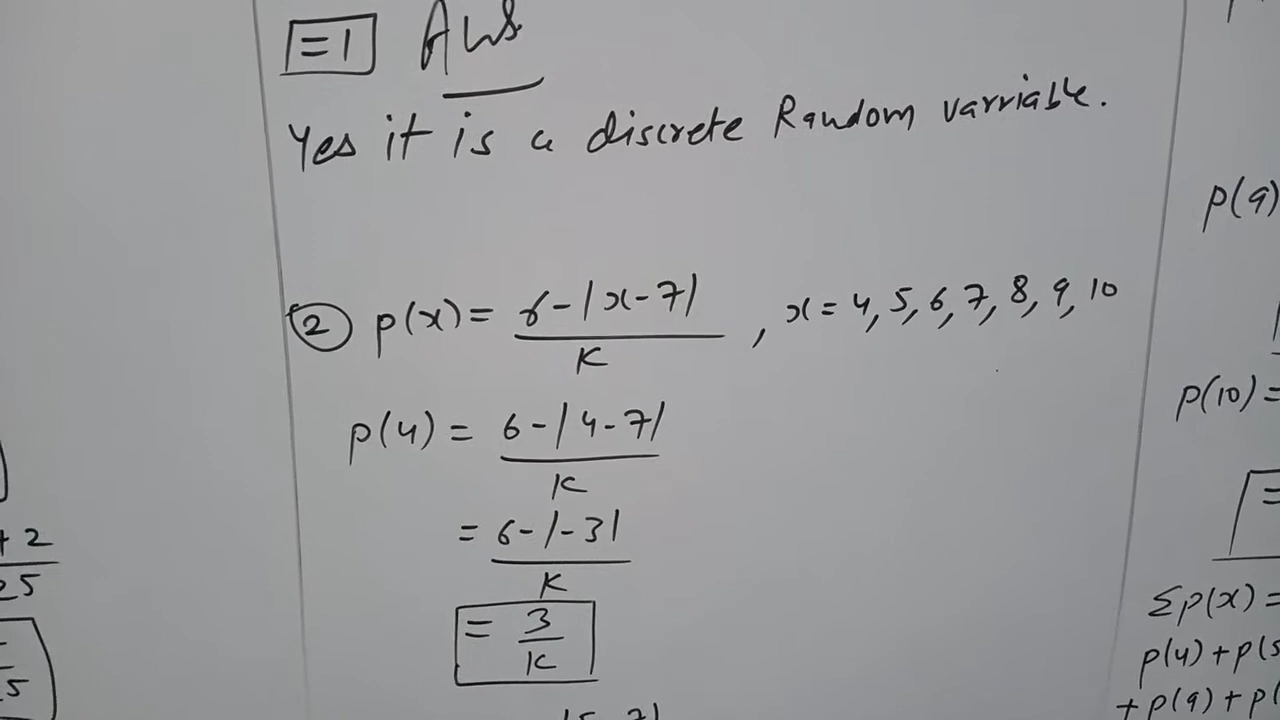 =1 Ans
Yes it is a discrete Random varriable.
② p(x) = 6-|x-7| / K , x = 4, 5, 6, 7, 8, 9, 10
p(4) = 6-|4-7| / K
= 6-|-3| / K
= 3 / K
+ 2
25
5
p(9)
p(10) =
=
Σp(x) =
p(4) + p(5
+ p(9) + p(